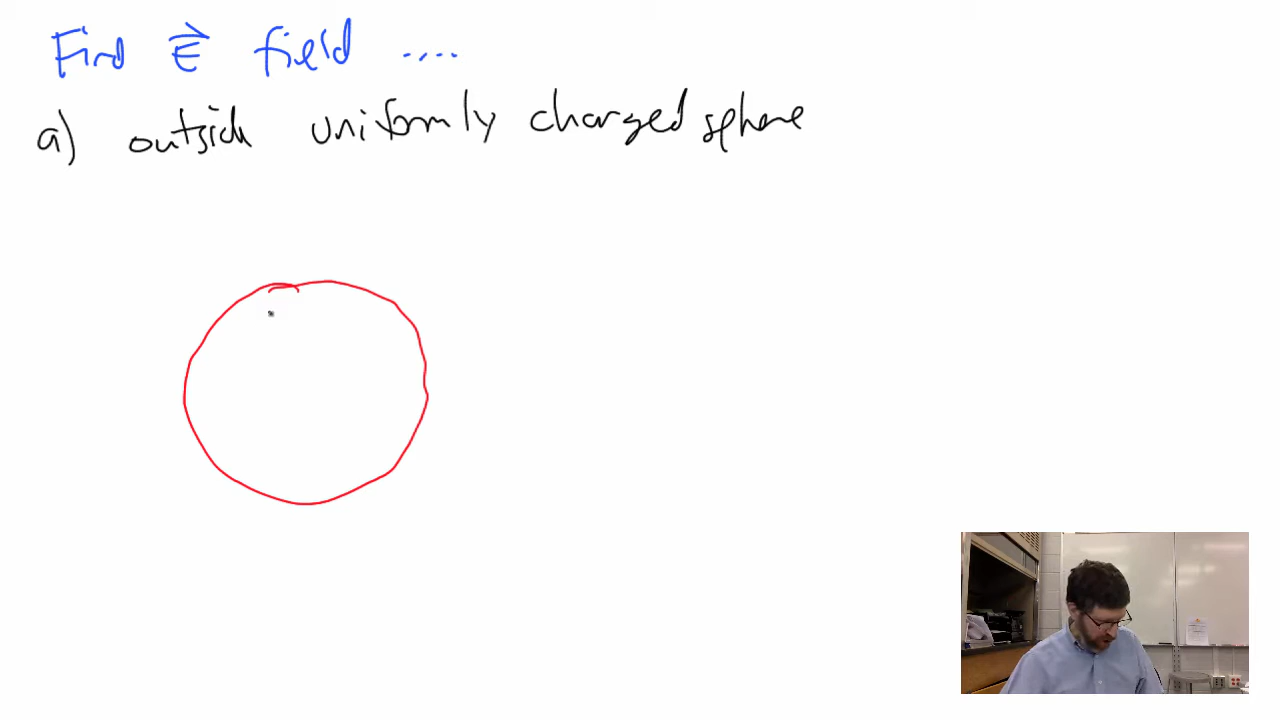 Find E⃗ field ....
a) outside uniformly charged sphere